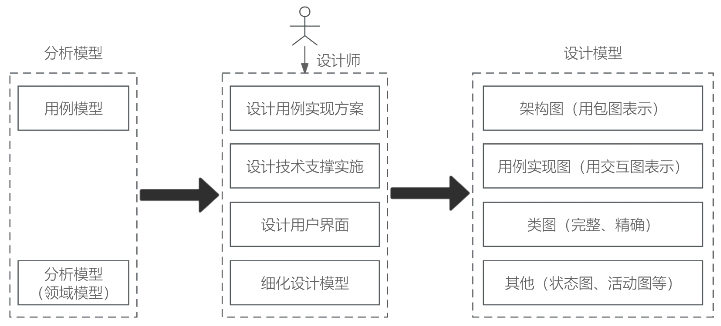 分析模型
用例模型
分析模型
（领域模型）
设计师
设计用例实现方案
设计技术支撑实施
设计用户界面
细化设计模型
设计模型
架构图（用包图表示）
用例实现图（用交互图表示）
类图（完整、精确）
其他（状态图、活动图等）